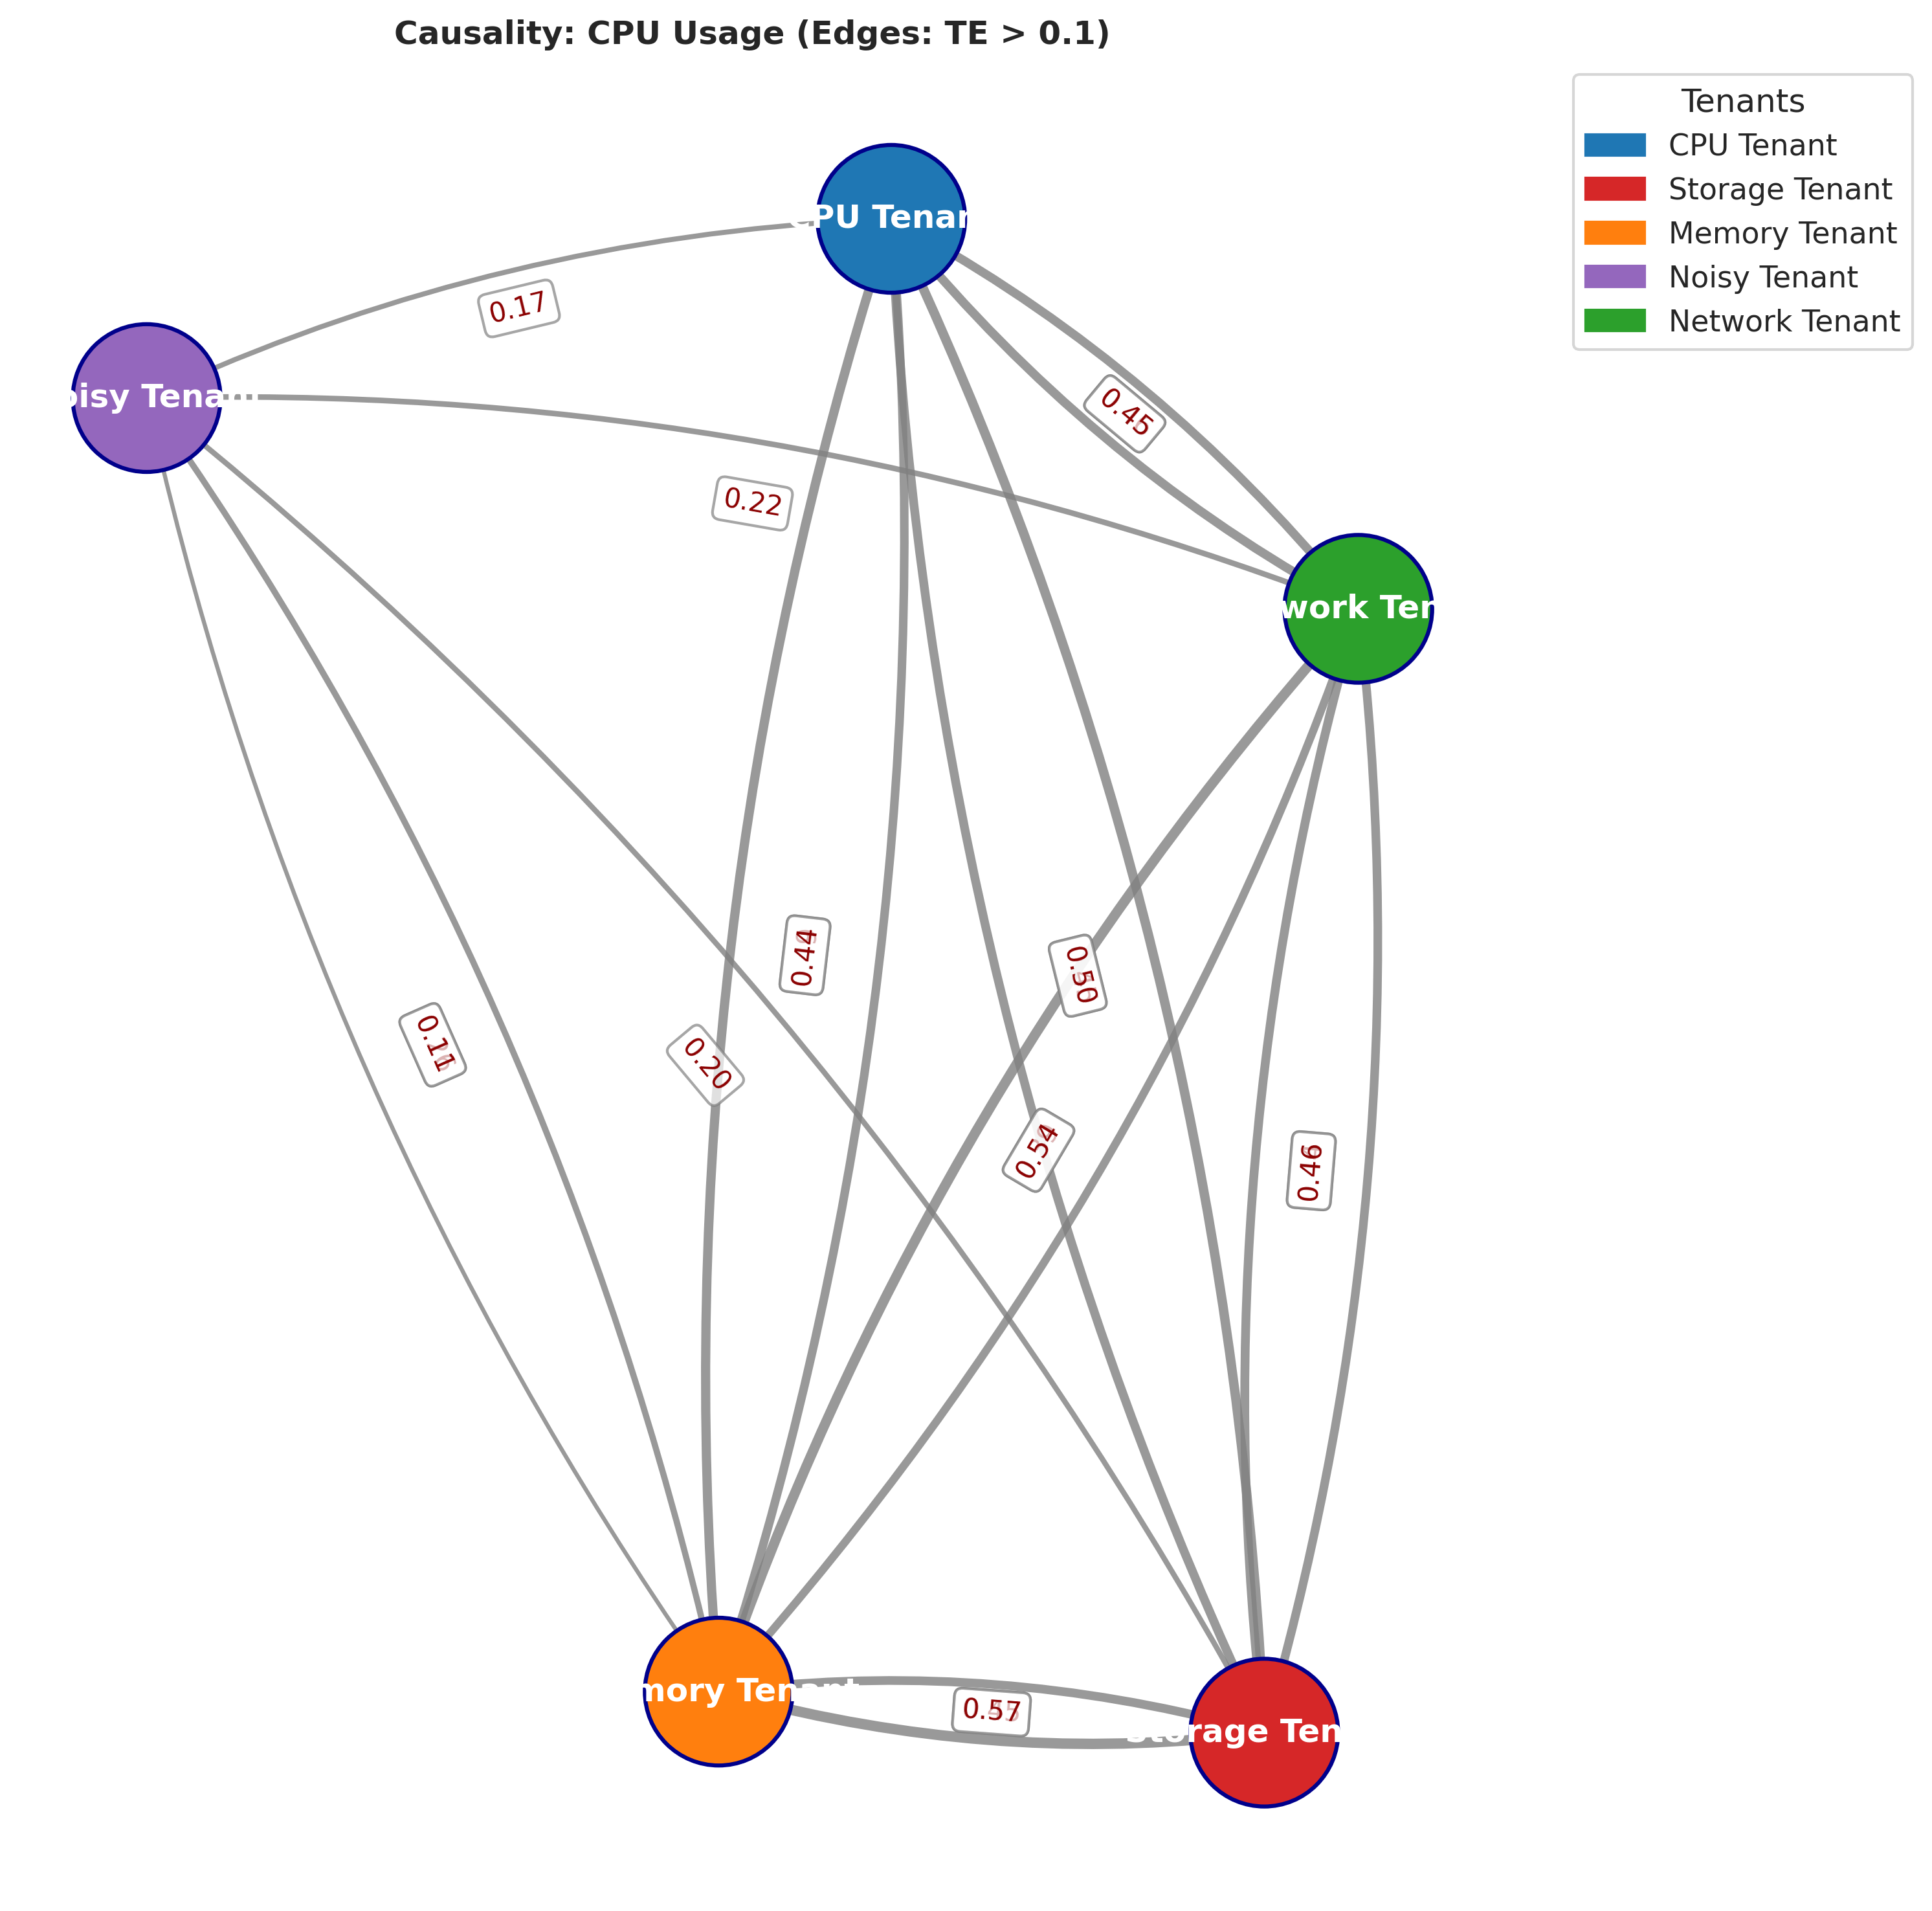 Causality: CPU Usage (Edges: TE > 0.1)
Tenants
CPU Tenant
Storage Tenant
Memory Tenant
Noisy Tenant
Network Tenant
CPU Tenan
0.17
oisy Tena
0.45
0.22
work Ten
0.44
0.50
0.11
0.20
0.54
0.46
mory Tenant
0.57
Storage Ten